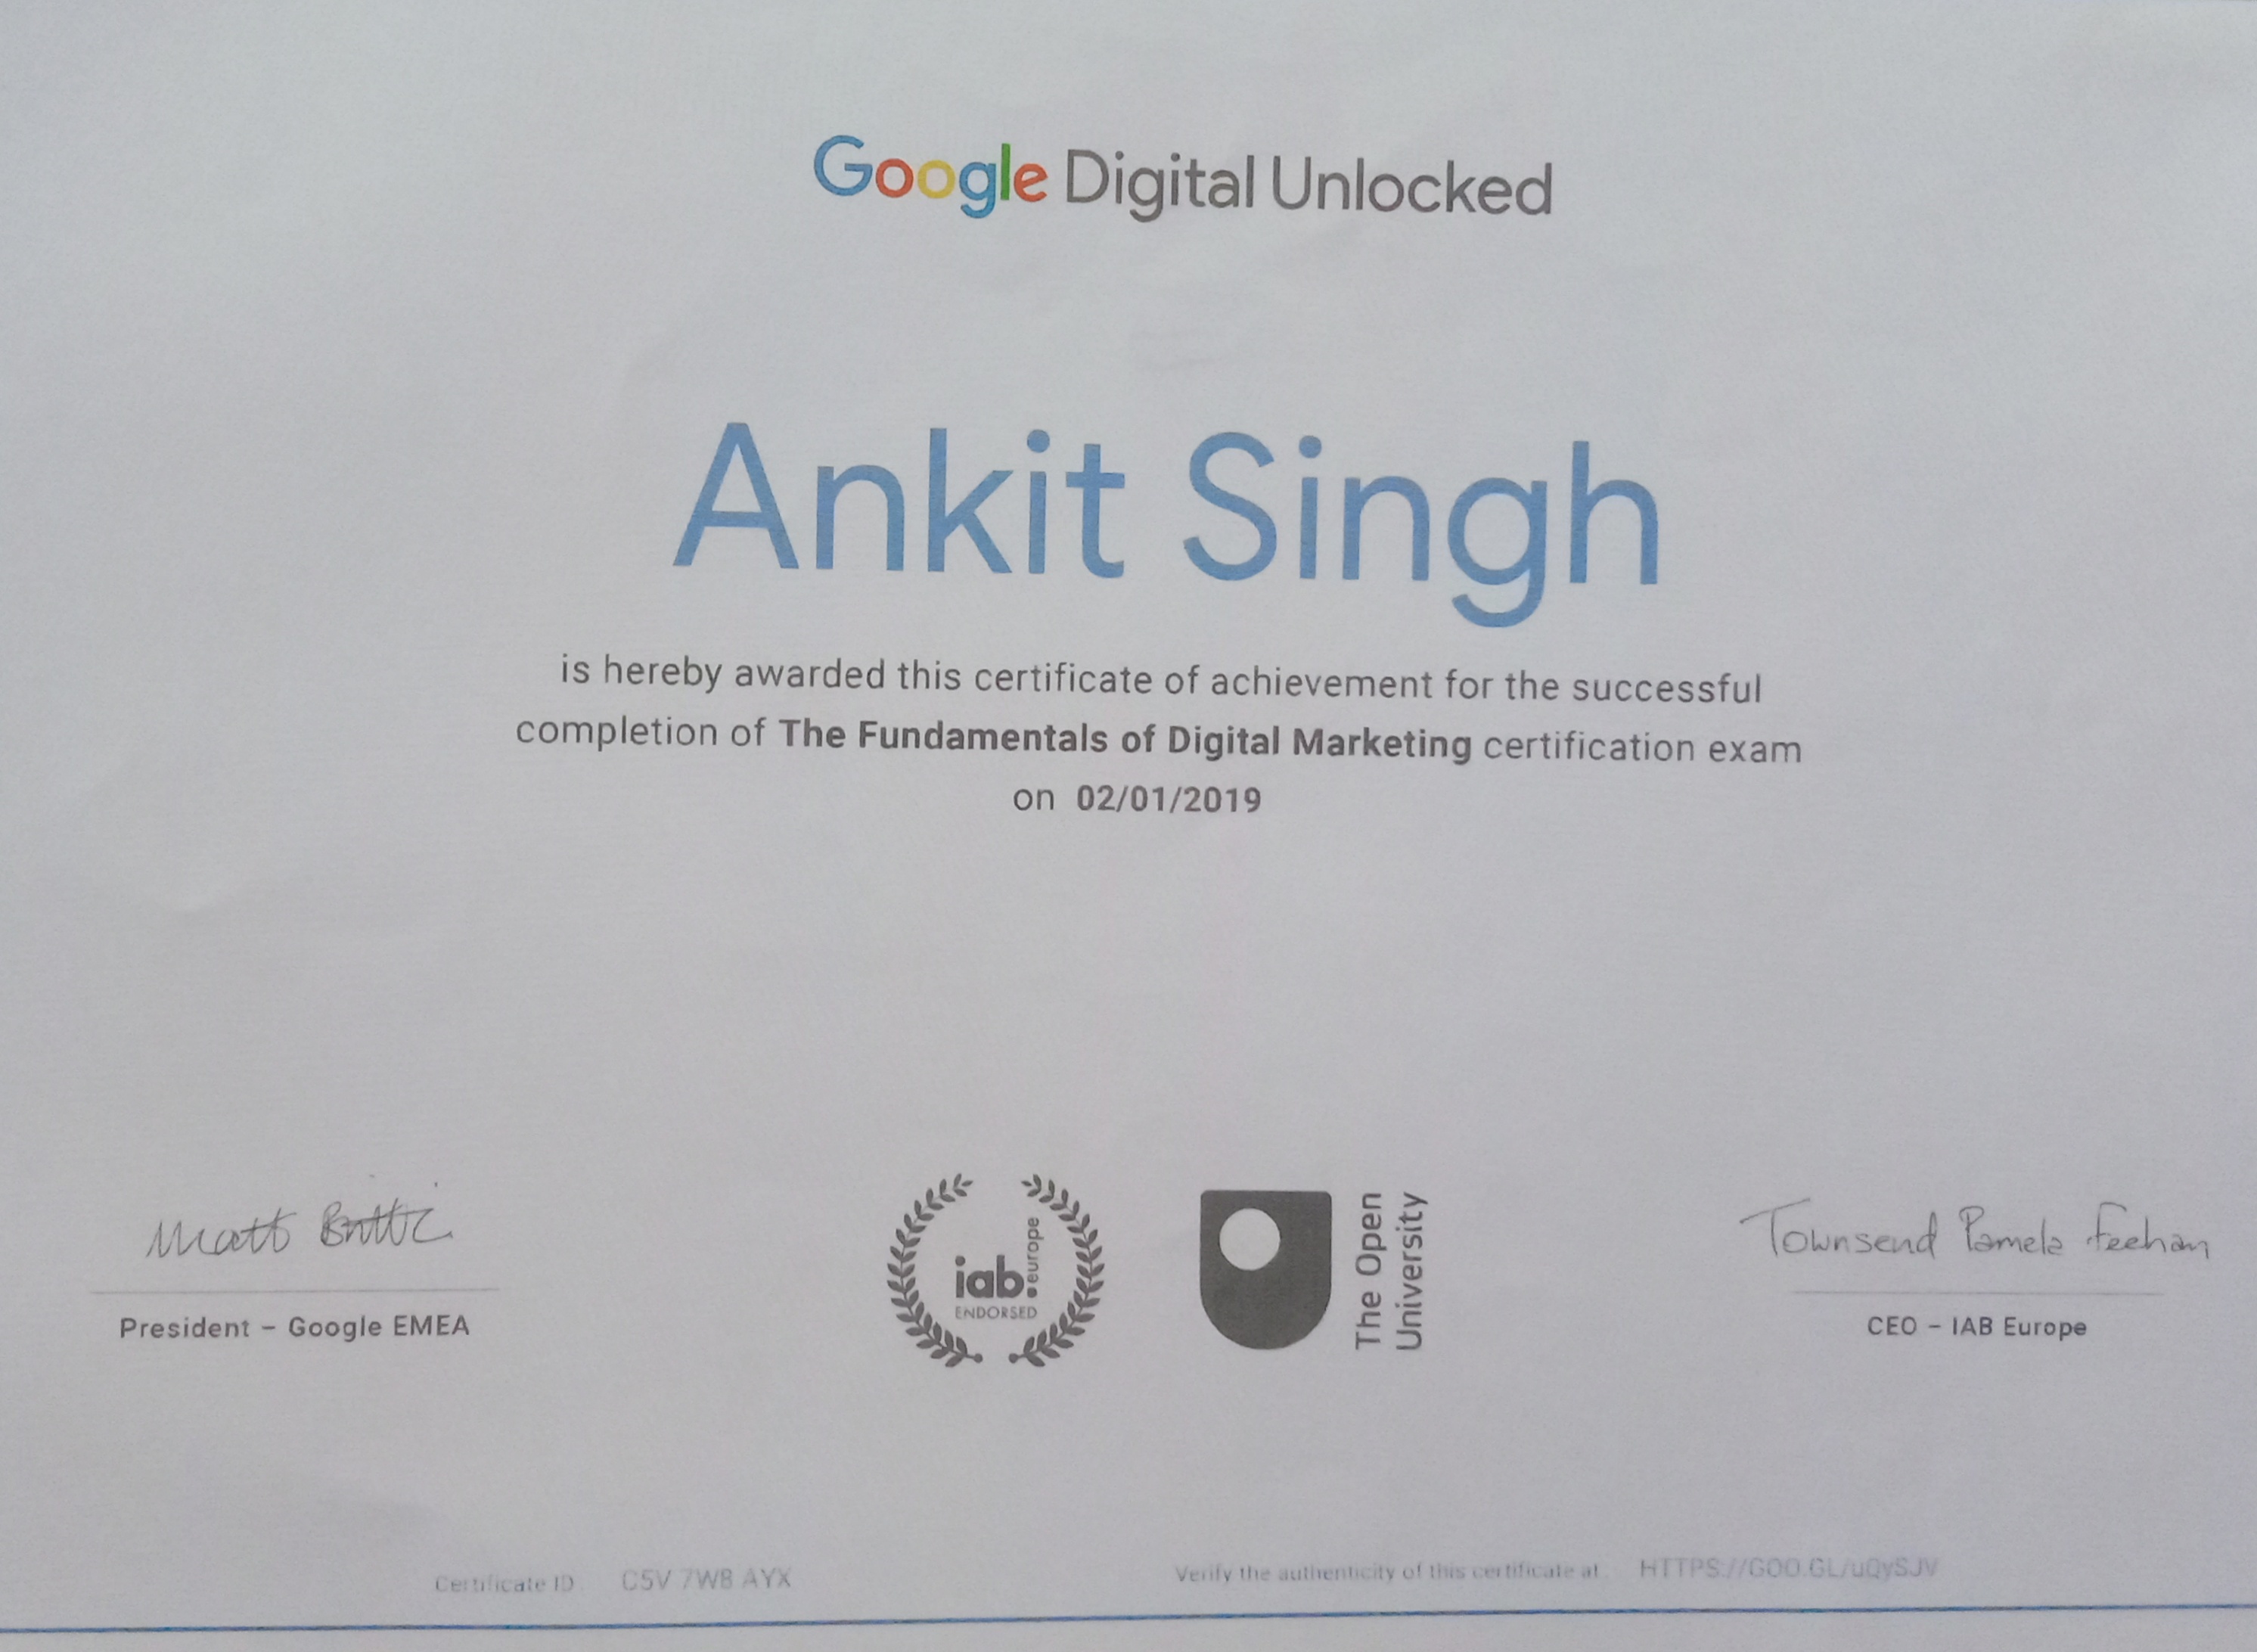 Google Digital Unlocked
Ankit Singh
is hereby awarded this certificate of achievement for the successful
completion of The Fundamentals of Digital Marketing certification exam
on 02/01/2019
Matt Brittin
President – Google EMEA
iab. europe
ENDORSED
The Open
University
Townsend Pamela Feehan
CEO – IAB Europe
Certificate ID C5V 7W8 AYX
Verify the authenticity of this certificate at: HTTPS://GOO.GL/uQySJV